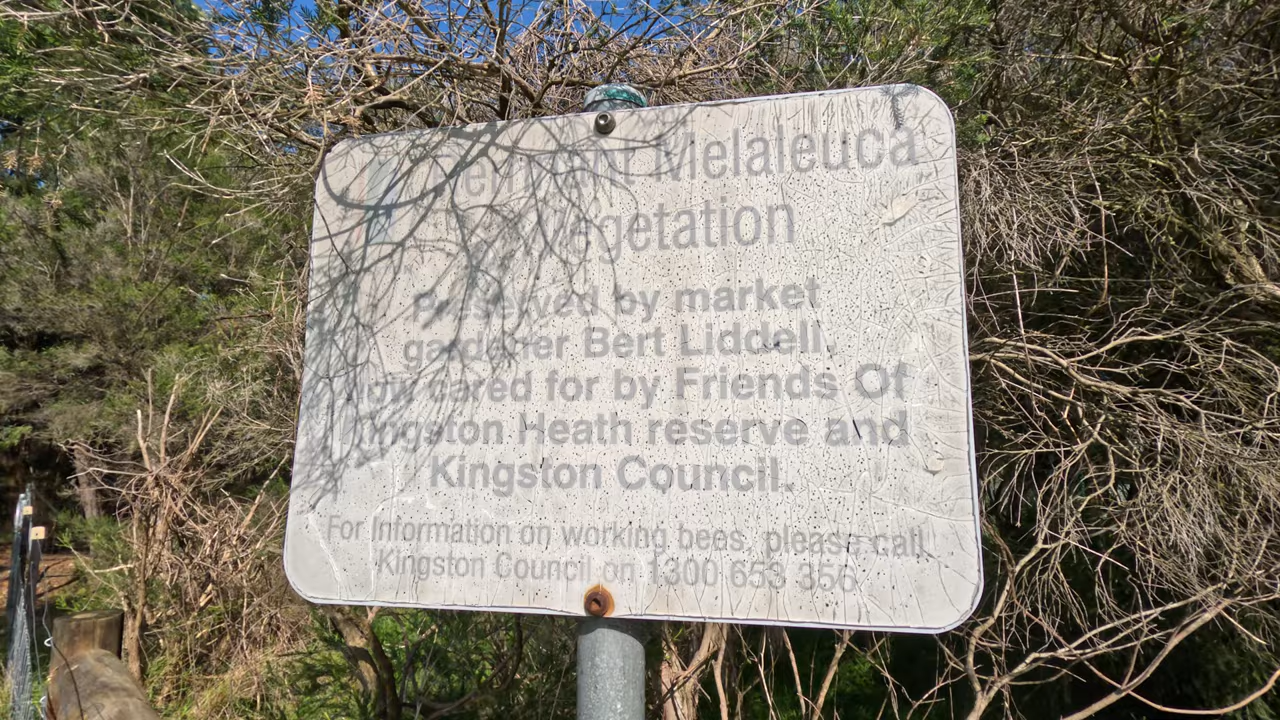 Remnant Melaleuca
Vegetation
Preserved by market
gardener Bert Liddell,
now cared for by Friends Of
Kingston Heath reserve and
Kingston Council.
For Information on working bees, please call
Kingston Council on 1300 653 356